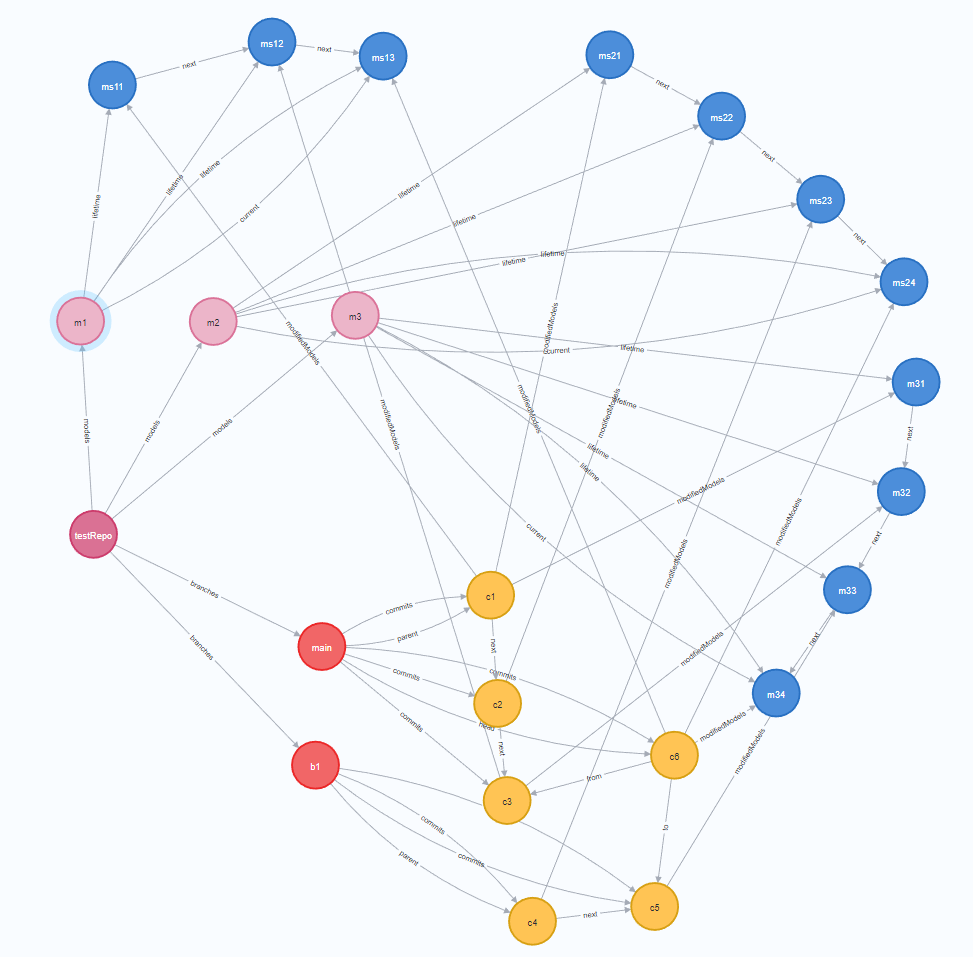 ms12
ms13
ms21
next
next
ms11
next
ms22
next
lifetime
lifetime
lifetime
lifetime
ms23
current
lifetime
next
lifetime
lifetime
ms24
m1
m2
m3
modifiedModels
modifiedModels
current
lifetime
m31
models
models
models
modifiedModels
modifiedModels
modifiedModels
lifetime
next
lifetime
lifetime
modifiedModels
m32
testRepo
current
modifiedModels
next
modifiedModels
branches
c1
m33
commits
parent
main
branches
next
next
modifiedModels
commits
commits
m34
c2
commits
head
next
modifiedModels
modifiedModels
b1
c6
from
c3
commits
to
parent
commits
c4
next
c5